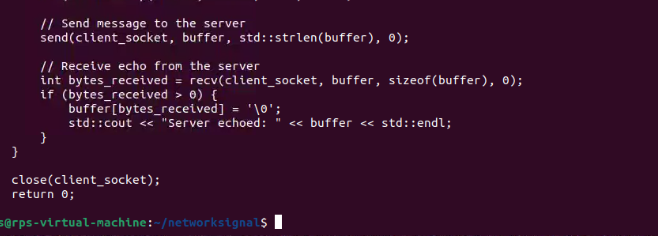 // Send message to the server
send(client_socket, buffer, std::strlen(buffer), 0);
// Receive echo from the server
int bytes_received = recv(client_socket, buffer, sizeof(buffer), 0);
if (bytes_received > 0) {
buffer[bytes_received] = '\0';
std::cout << "Server echoed: " << buffer << std::endl;
}
}
close(client_socket);
return 0;
s@rps-virtual-machine:~/networksignal$